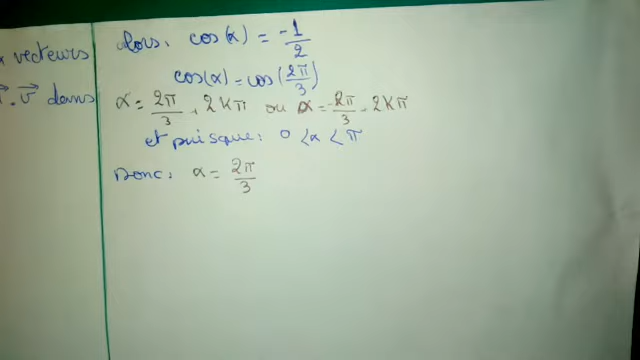 vecteurs
. v⃗ dans
Alors, cos(α) = -1/2
cos(α) = cos(2π/3)
α = 2π/3 + 2Kπ ou α = -2π/3 - 2Kπ
et puisque : 0 < α < π
Donc : α = 2π/3